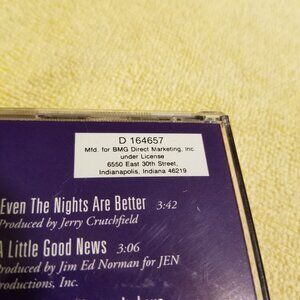 D 164657
Mfd. for BMG Direct Marketing, Inc.
under License
6550 East 30th Street,
Indianapolis, Indiana 46219
Even The Nights Are Better 3:42
Produced by Jerry Crutchfield
A Little Good News 3:06
Produced by Jim Ed Norman for JEN
Productions, Inc.